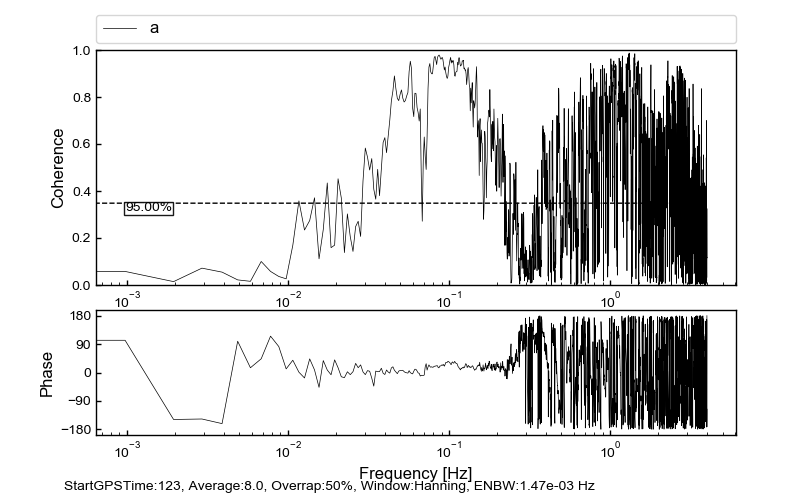 a
1.0
0.8
0.6
0.4
0.2
0.0
Coherence
95.00%
10⁻³ 10⁻² 10⁻¹ 10⁰
180
90
0
−90
−180
Phase
10⁻³ 10⁻² 10⁻¹ 10⁰
Frequency [Hz]
StartGPSTime:123, Average:8.0, Overrap:50%, Window:Hanning, ENBW:1.47e-03 Hz